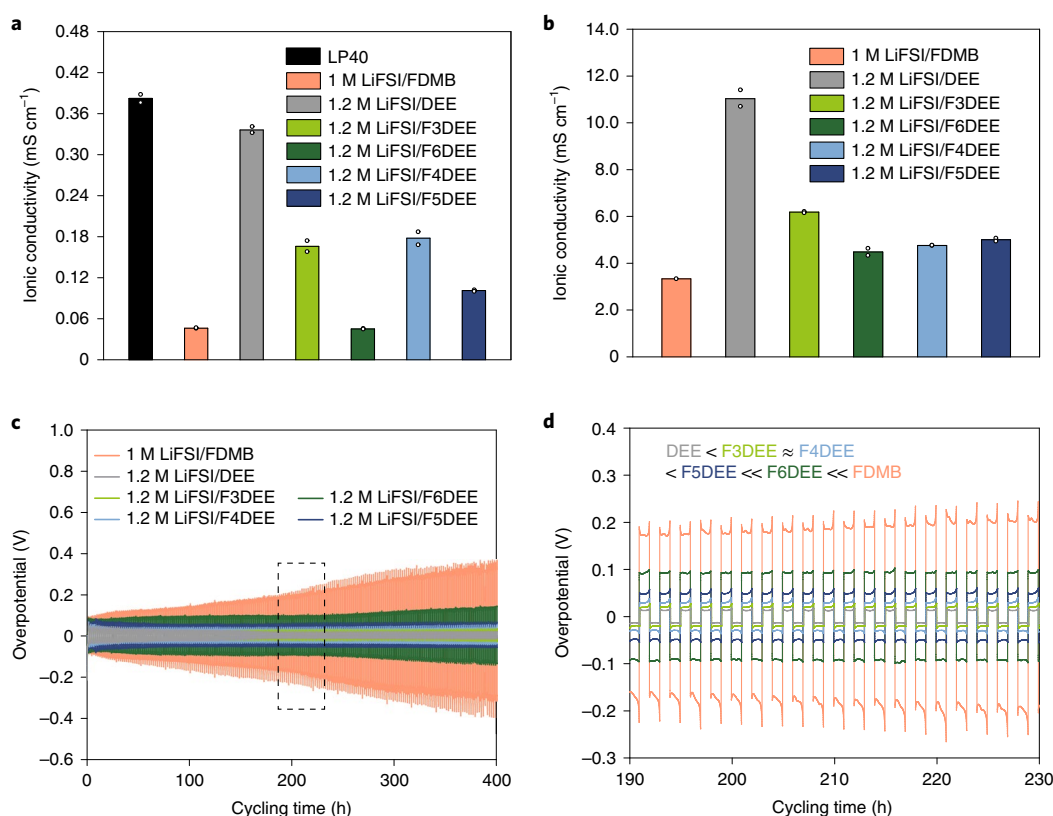 a
Ionic conductivity (mS cm⁻¹)
0.48
0.42
0.36
0.30
0.24
0.18
0.12
0.06
0
LP40
1 M LiFSI/FDMB
1.2 M LiFSI/DEE
1.2 M LiFSI/F3DEE
1.2 M LiFSI/F6DEE
1.2 M LiFSI/F4DEE
1.2 M LiFSI/F5DEE
b
Ionic conductivity (mS cm⁻¹)
14.0
12.0
10.0
8.0
6.0
4.0
2.0
0
1 M LiFSI/FDMB
1.2 M LiFSI/DEE
1.2 M LiFSI/F3DEE
1.2 M LiFSI/F6DEE
1.2 M LiFSI/F4DEE
1.2 M LiFSI/F5DEE
c
Overpotential (V)
1.0
0.8
0.6
0.4
0.2
0
–0.2
–0.4
–0.6
1 M LiFSI/FDMB
1.2 M LiFSI/DEE
1.2 M LiFSI/F3DEE 1.2 M LiFSI/F6DEE
1.2 M LiFSI/F4DEE 1.2 M LiFSI/F5DEE
0 100 200 300 400
Cycling time (h)
d
Overpotential (V)
0.4
0.3
0.2
0.1
0
–0.1
–0.2
–0.3
DEE < F3DEE ≈ F4DEE
< F5DEE << F6DEE << FDMB
190 200 210 220 230
Cycling time (h)